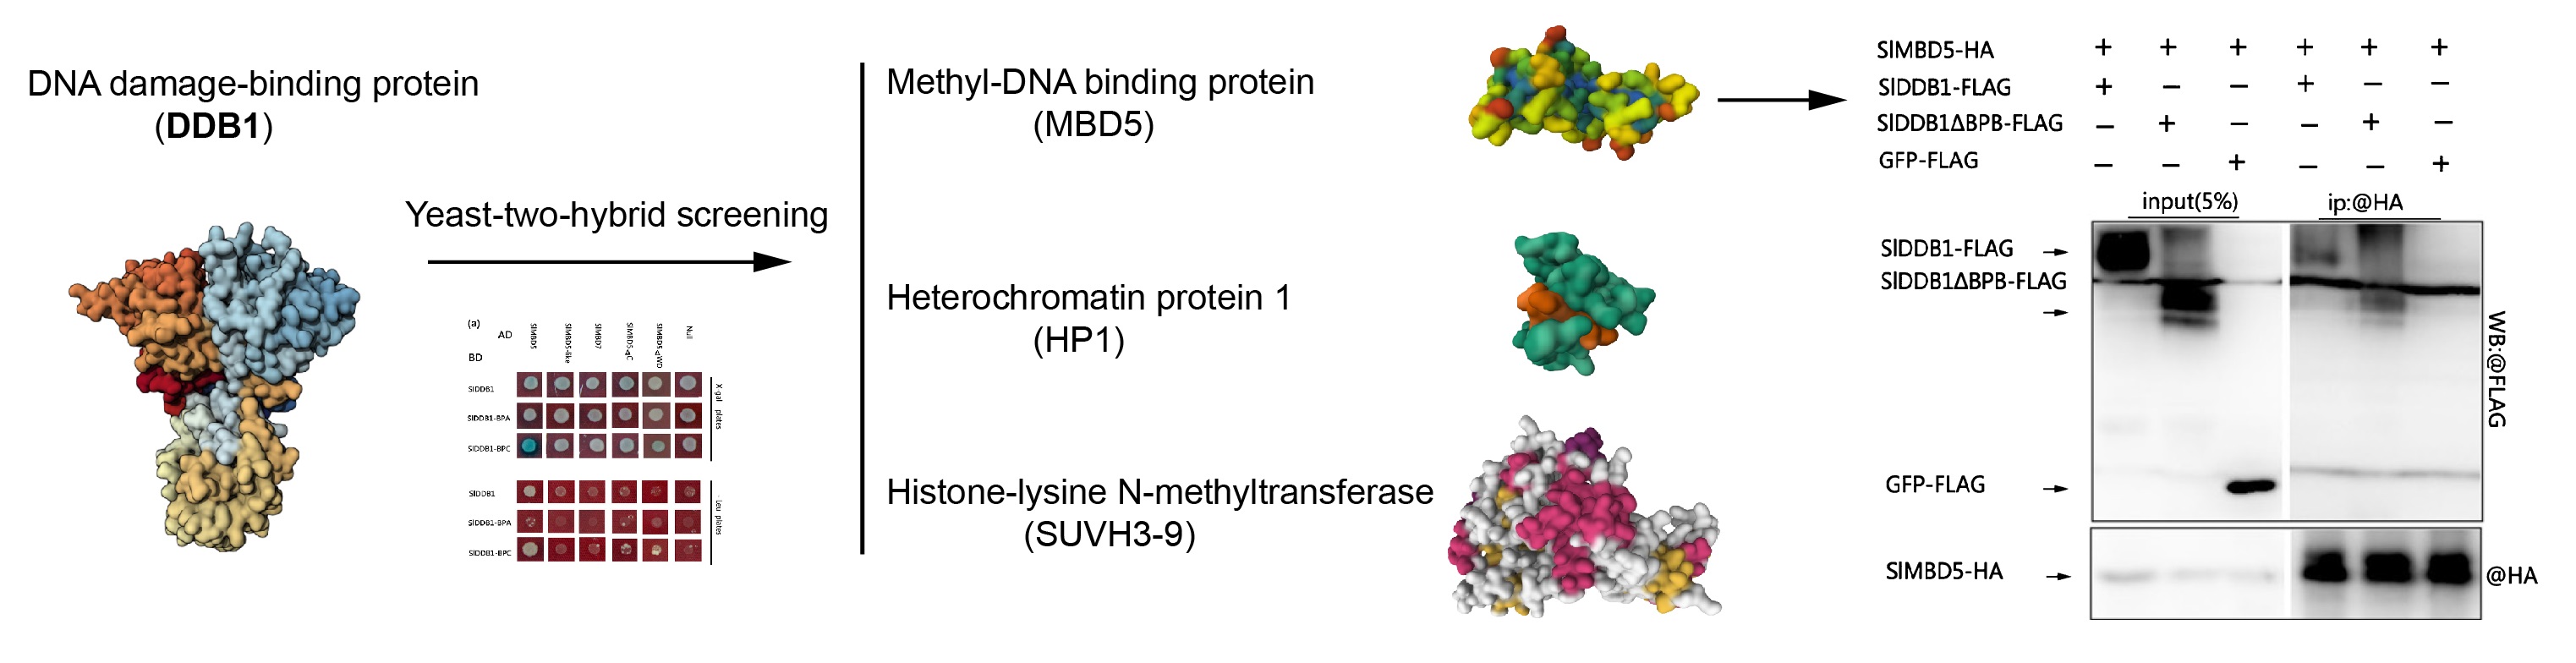 DNA damage-binding protein
(DDB1)
Yeast-two-hybrid screening
(a)
AD
BD
SlMBD5
SlMBD5-like
SlMBD7
SlMBD5
Null
SlDDB1
SlDDB1-BPA
SlDDB1-BPC
X gal plates
SlDDB1
SlDDB1-BPA
SlDDB1-BPC
- Leu plates
Methyl-DNA binding protein
(MBD5)
Heterochromatin protein 1
(HP1)
Histone-lysine N-methyltransferase
(SUVH3-9)
SlMBD5-HA + + + + + +
SlDDB1-FLAG + − − + − −
SlDDB1ΔBPB-FLAG − + − − + −
GFP-FLAG − − + − − +
input(5%) ip:@HA
SlDDB1-FLAG
SlDDB1ΔBPB-FLAG
WB:@FLAG
GFP-FLAG
SlMBD5-HA
@HA